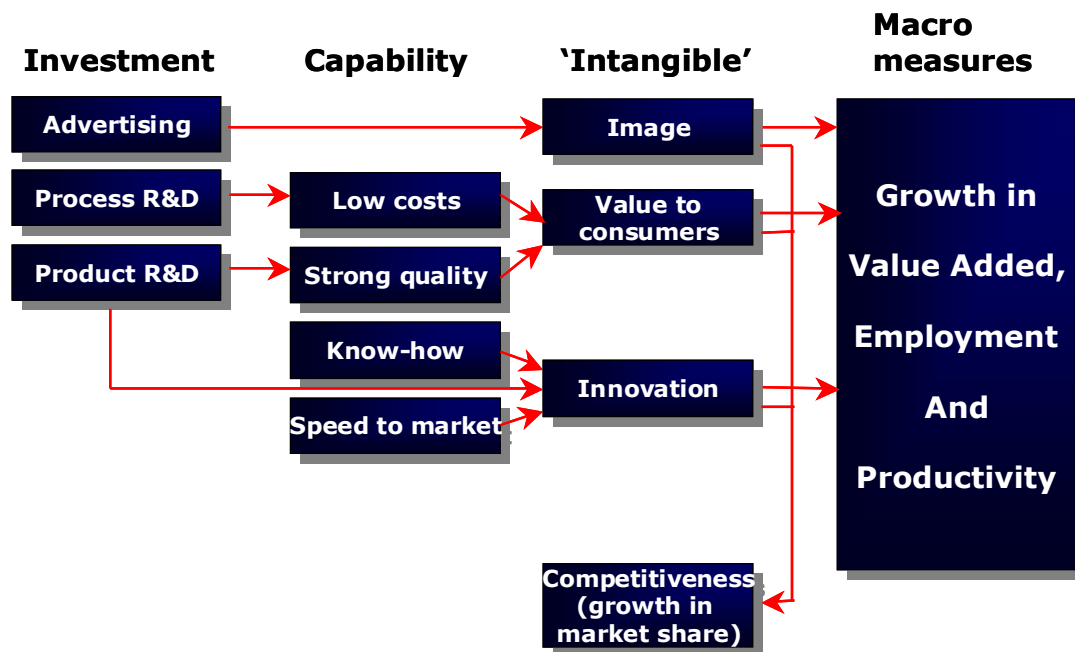 Investment
Capability
‘Intangible’
Macro
measures
Advertising
Image
Process R&D
Low costs
Value to
consumers
Product R&D
Strong quality
Know-how
Innovation
Speed to market
Competitiveness
(growth in
market share)
Growth in
Value Added,
Employment
And
Productivity